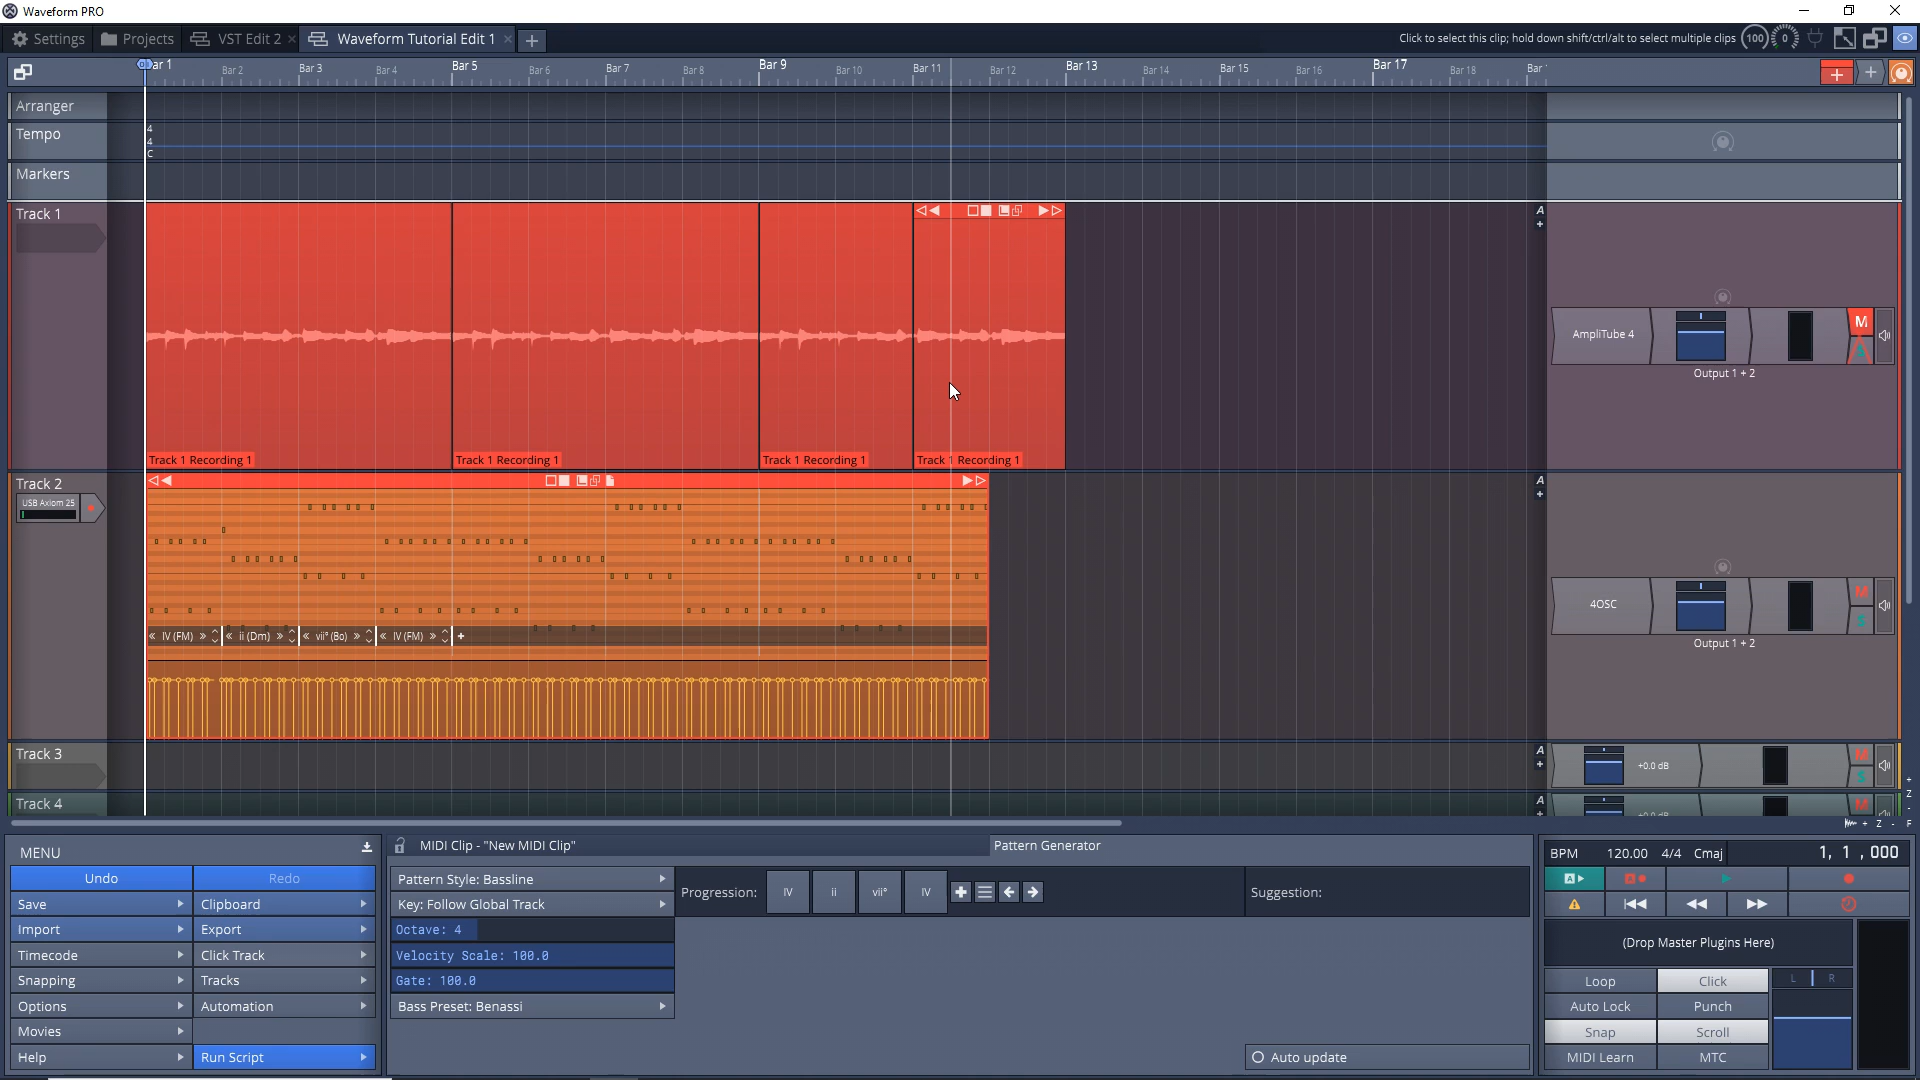 Waveform PRO
Settings
Projects
VST Edit 2
Waveform Tutorial Edit 1
Click to select this clip; hold down shift/ctrl/alt to select multiple clips
100
0
Bar 2 Bar 3 Bar 4 Bar 5 Bar 6 Bar 7 Bar 8 Bar 9 Bar 10 Bar 11 Bar 12 Bar 13 Bar 14 Bar 15 Bar 16 Bar 17 Bar 18
Arranger
Tempo
4
4
C
Markers
Track 1
Track 1 Recording 1
Track 1 Recording 1
Track 1 Recording 1
Track 1 Recording 1
A
AmpliTube 4
M
Output 1 + 2
Track 2
USB Axiom 25
« IV (FM) » « ii (Dm) » « vii° (Bo) » « IV (FM) » +
A
4OSC
M
S
Output 1 + 2
Track 3
A
+0.0 dB
M
S
Track 4
A
M
MENU
Undo
Redo
Save
Clipboard
Import
Export
Timecode
Click Track
Snapping
Tracks
Options
Automation
Movies
Help
Run Script
MIDI Clip - "New MIDI Clip"
Pattern Generator
Pattern Style: Bassline
Key: Follow Global Track
Octave: 4
Velocity Scale: 100.0
Gate: 100.0
Bass Preset: Benassi
Progression:
IV
ii
vii°
IV
Suggestion:
Auto update
+ Z - F
BPM 120.00 4/4 Cmaj
1, 1 , 000
(Drop Master Plugins Here)
Loop
Click
L
R
Auto Lock
Punch
Snap
Scroll
MIDI Learn
MTC